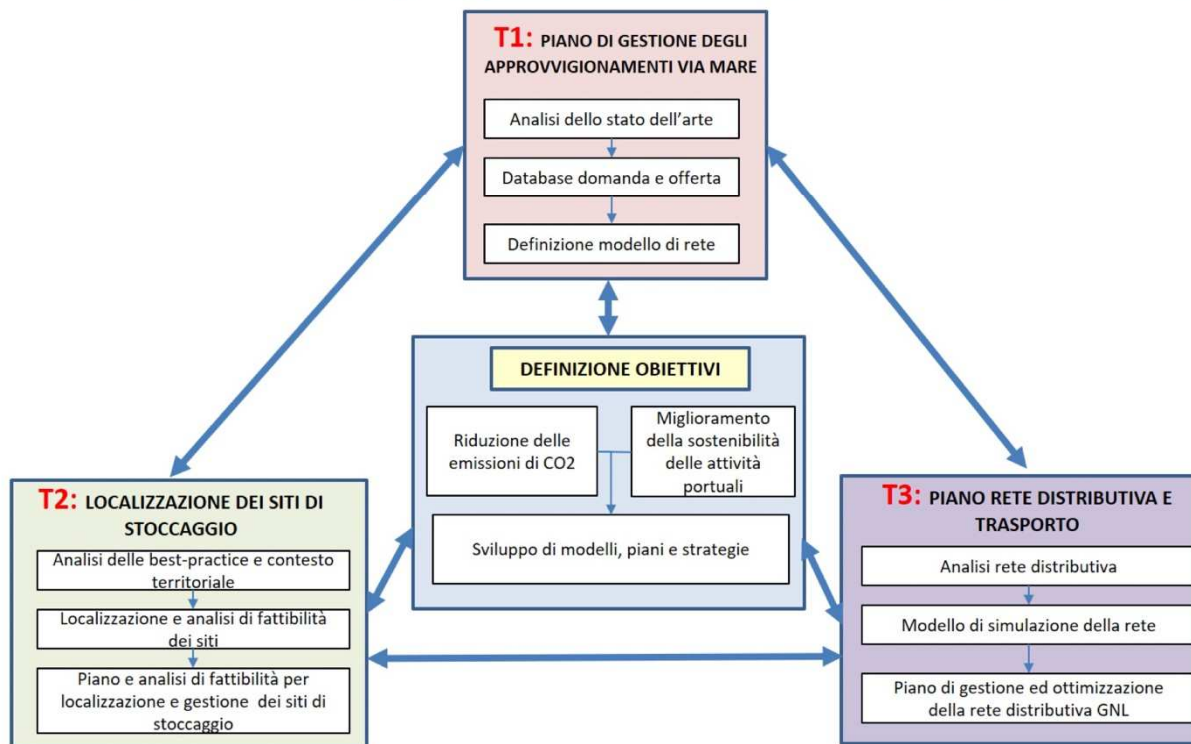 T1: PIANO DI GESTIONE DEGLI
APPROVVIGIONAMENTI VIA MARE
Analisi dello stato dell'arte
Database domanda e offerta
Definizione modello di rete
DEFINIZIONE OBIETTIVI
Riduzione delle
emissioni di CO2
Miglioramento
della sostenibilità
delle attività
portuali
Sviluppo di modelli, piani e strategie
T2: LOCALIZZAZIONE DEI SITI DI
STOCCAGGIO
Analisi delle best-practice e contesto
territoriale
Localizzazione e analisi di fattibilità
dei siti
Piano e analisi di fattibilità per
localizzazione e gestione dei siti di
stoccaggio
T3: PIANO RETE DISTRIBUTIVA E
TRASPORTO
Analisi rete distributiva
Modello di simulazione della rete
Piano di gestione ed ottimizzazione
della rete distributiva GNL